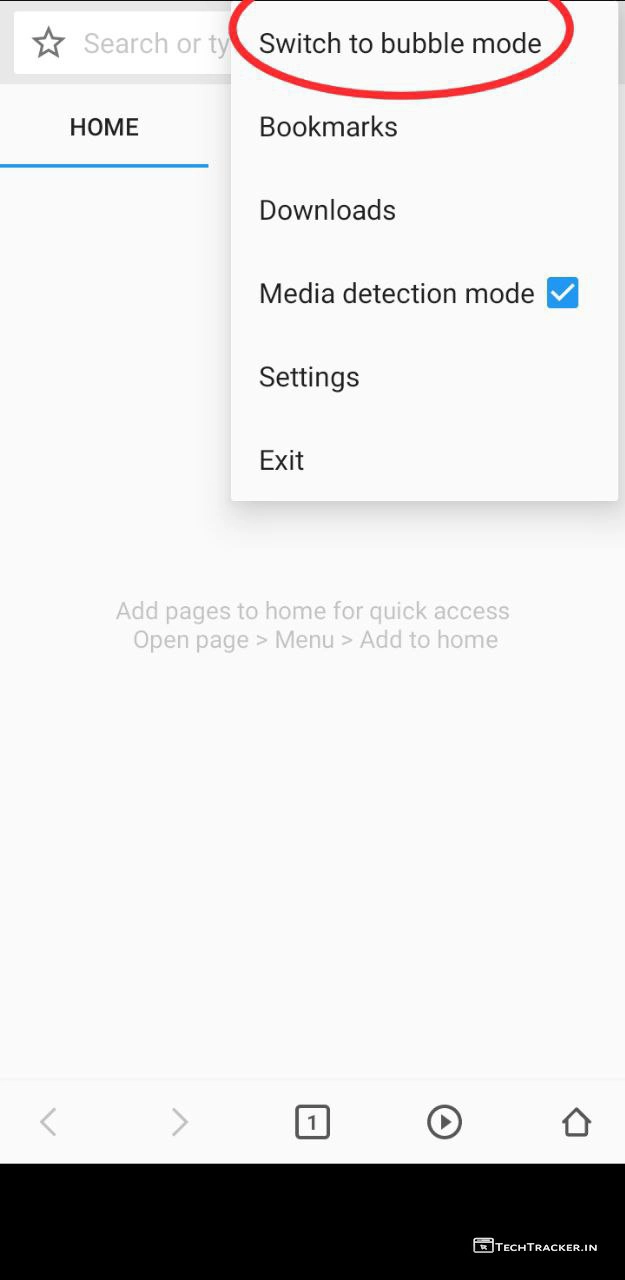 Search or ty
Switch to bubble mode
HOME
Bookmarks
Downloads
Media detection mode
Settings
Exit
Add pages to home for quick access
Open page > Menu > Add to home
1
TECHTRACKER.IN